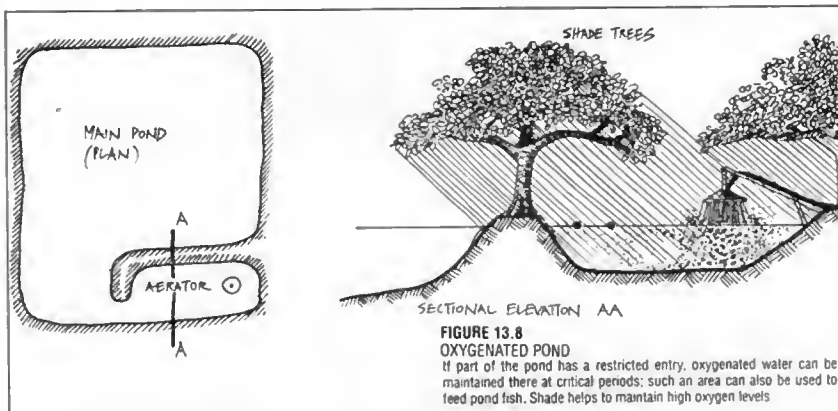 SHADE TREES
MAIN POND
(PLAN)
A
AERATOR
A
SECTIONAL ELEVATION AA
FIGURE 13.8
OXYGENATED POND
If part of the pond has a restricted entry, oxygenated water can be
maintained there at critical periods; such an area can also be used to
feed pond fish. Shade helps to maintain high oxygen levels